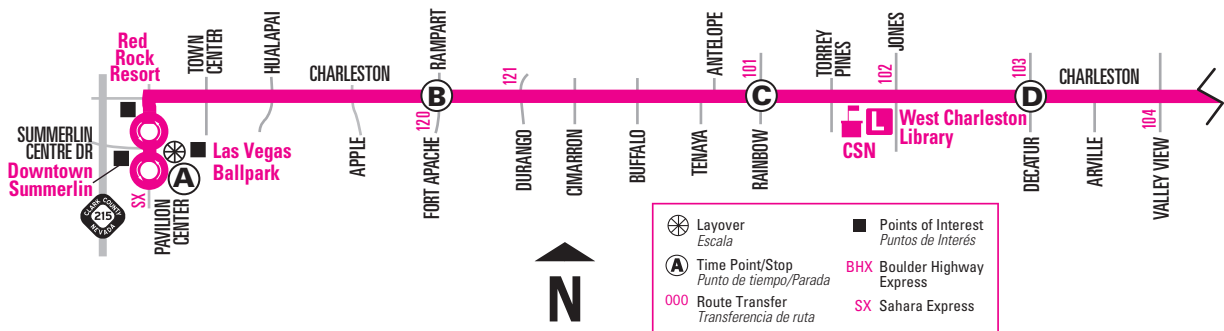 Red
Rock
Resort
TOWN
CENTER
HUALAPAI
CHARLESTON
RAMPART
121
ANTELOPE
101
TORREY
PINES
102
JONES
103
CHARLESTON
B
C
D
120
104
SUMMERLIN
CENTRE DR
Downtown
Summerlin
Las Vegas
Ballpark
A
SX
PAVILION
CENTER
CLARK COUNTY
215
NEVADA
APPLE
FORT APACHE
DURANGO
CIMARRON
BUFFALO
TENAYA
RAINBOW
CSN
L
West Charleston
Library
DECATUR
ARVILLE
VALLEY VIEW
N
Layover
Escala
A
Time Point/Stop
Punto de tiempo/Parada
000 Route Transfer
Transferencia de ruta
Points of Interest
Puntos de Interés
BHX Boulder Highway
Express
SX Sahara Express